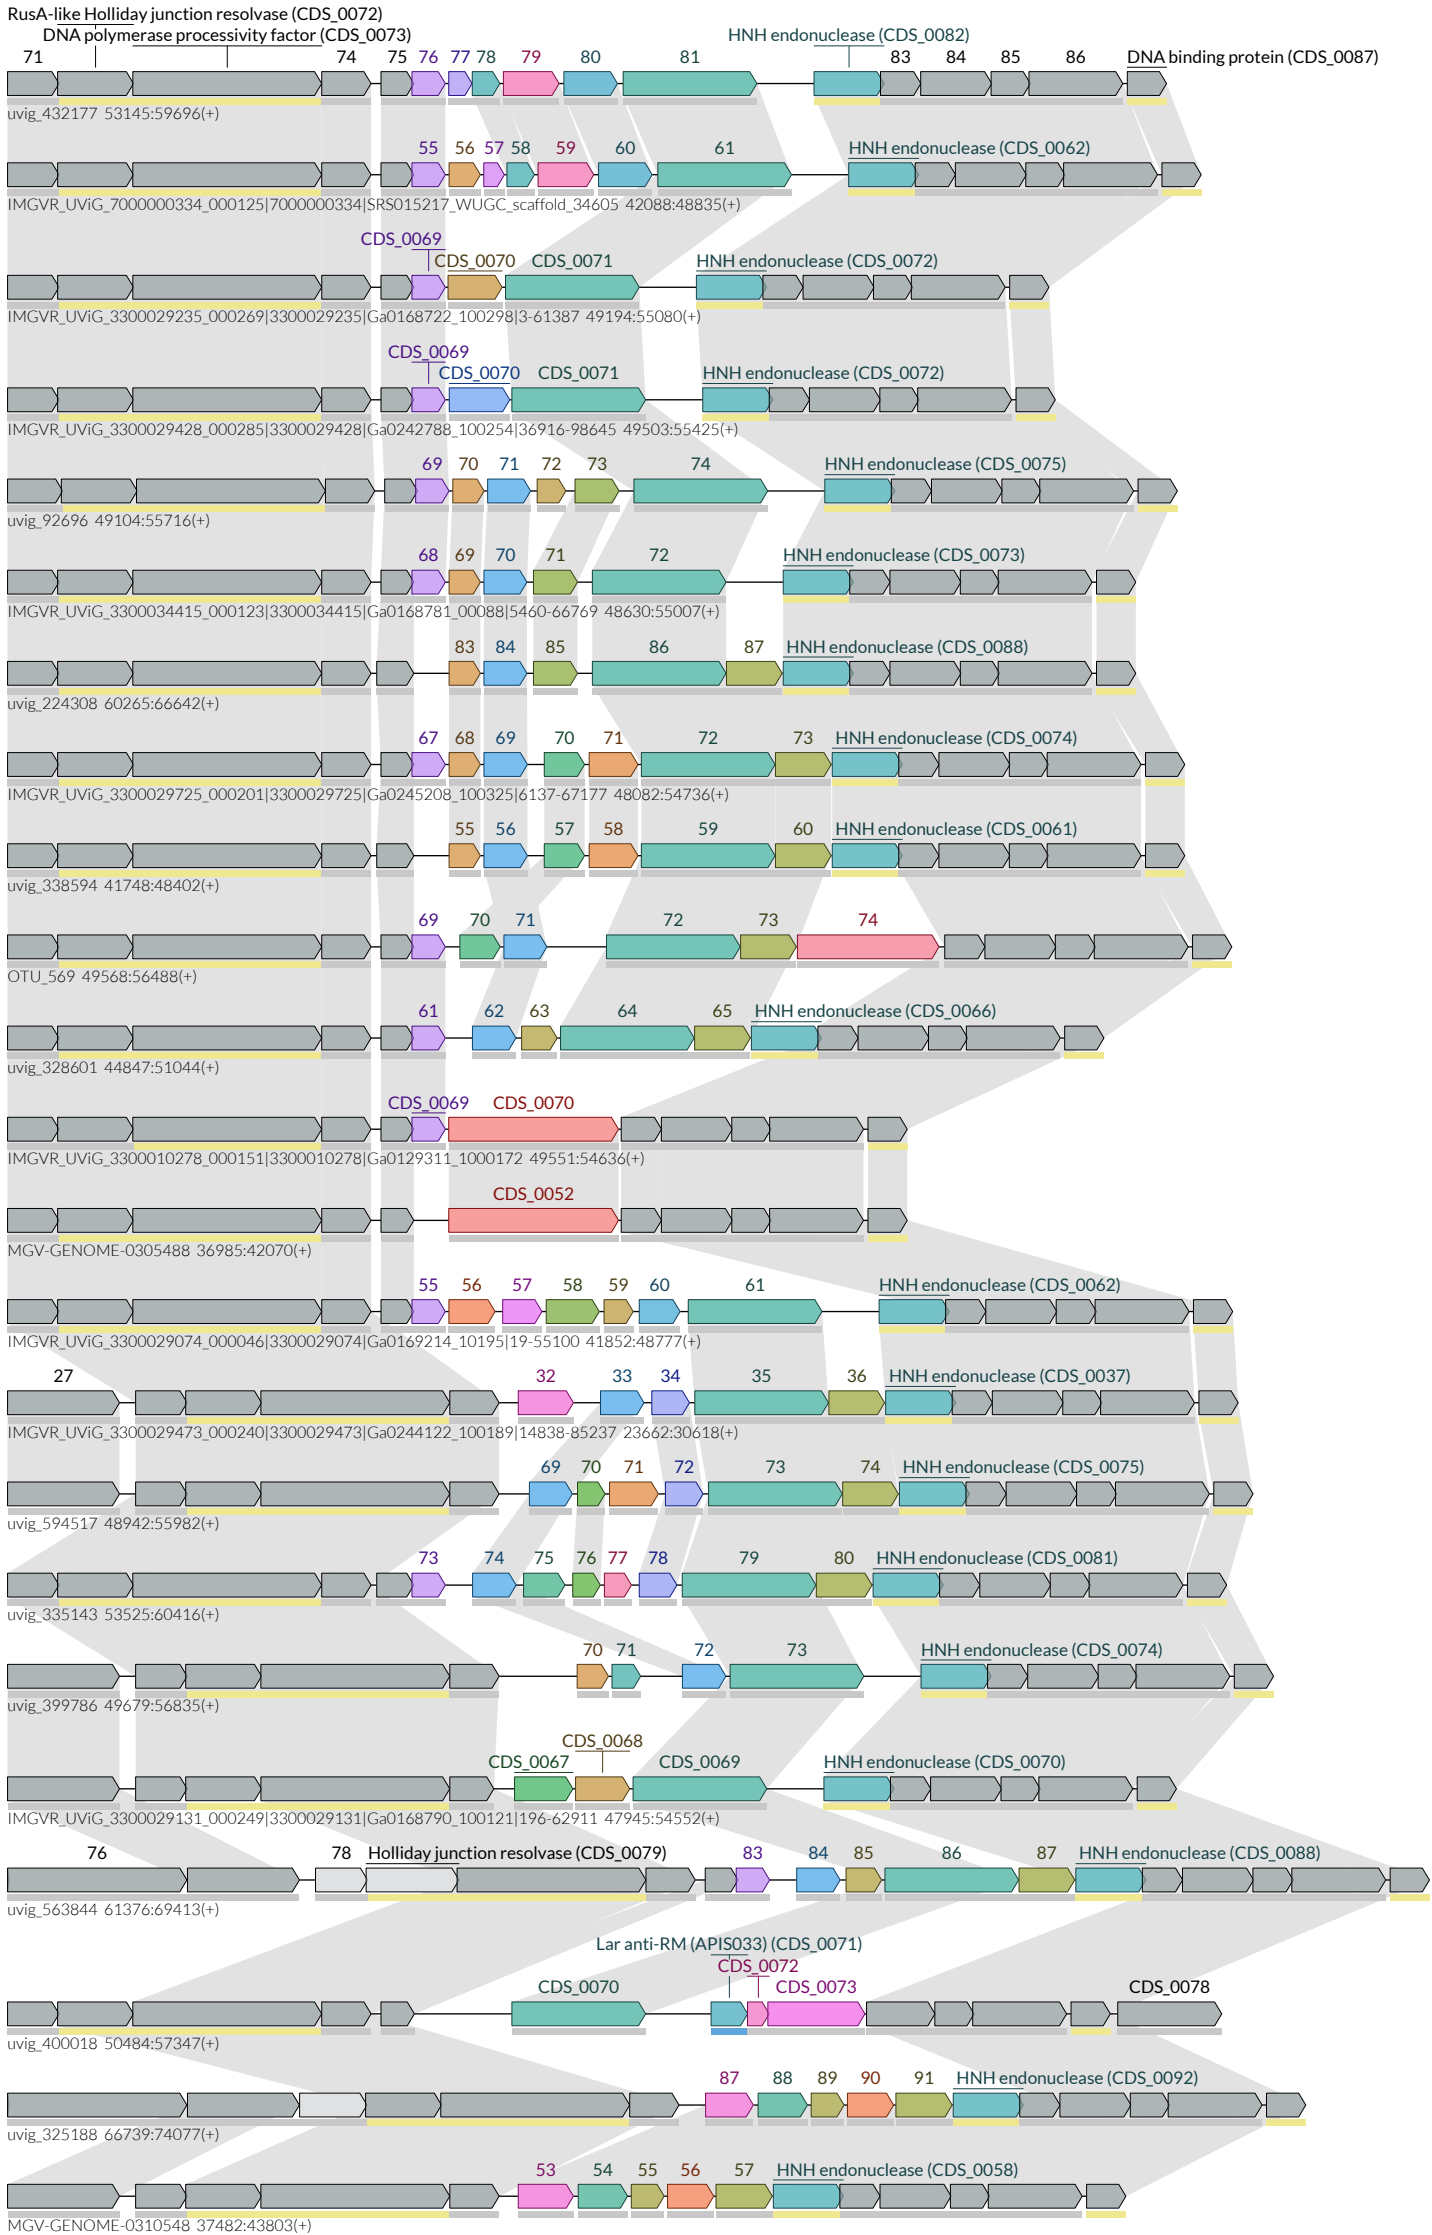 RusA-like Holliday junction resolvase (CDS_0072)
DNA polymerase processivity factor (CDS_0073) HNH endonuclease (CDS_0082)
71 74 75 76 77 78 79 80 81 83 84 85 86 DNA binding protein (CDS_0087)
uvig_432177 53145:59696(+)
55 56 57 58 59 60 61 HNH endonuclease (CDS_0062)
IMGVR_UViG_7000000334_000125|7000000334|SRS015217_WUGC_scaffold_34605 42088:48835(+)
CDS_0069
CDS_0070 CDS_0071 HNH endonuclease (CDS_0072)
IMGVR_UViG_3300029235_000269|3300029235|Ga0168722_100298|3-61387 49194:55080(+)
CDS_0069
CDS_0070 CDS_0071 HNH endonuclease (CDS_0072)
IMGVR_UViG_3300029428_000285|3300029428|Ga0242788_100254|36916-98645 49503:55425(+)
69 70 71 72 73 74 HNH endonuclease (CDS_0075)
uvig_92696 49104:55716(+)
68 69 70 71 72 HNH endonuclease (CDS_0073)
IMGVR_UViG_3300034415_000123|3300034415|Ga0168781_00088|5460-66769 48630:55007(+)
83 84 85 86 87 HNH endonuclease (CDS_0088)
uvig_224308 60265:66642(+)
67 68 69 70 71 72 73 HNH endonuclease (CDS_0074)
IMGVR_UViG_3300029725_000201|3300029725|Ga0245208_100325|6137-67177 48082:54736(+)
55 56 57 58 59 60 HNH endonuclease (CDS_0061)
uvig_338594 41748:48402(+)
69 70 71 72 73 74
OTU_569 49568:56488(+)
61 62 63 64 65 HNH endonuclease (CDS_0066)
uvig_328601 44847:51044(+)
CDS_0069 CDS_0070
IMGVR_UViG_3300010278_000151|3300010278|Ga0129311_1000172 49551:54636(+)
CDS_0052
MGV-GENOME-0305488 36985:42070(+)
55 56 57 58 59 60 61 HNH endonuclease (CDS_0062)
IMGVR_UViG_3300029074_000046|3300029074|Ga0169214_10195|19-55100 41852:48777(+)
27 32 33 34 35 36 HNH endonuclease (CDS_0037)
IMGVR_UViG_3300029473_000240|3300029473|Ga0244122_100189|14838-85237 23662:30618(+)
69 70 71 72 73 74 HNH endonuclease (CDS_0075)
uvig_594517 48942:55982(+)
73 74 75 76 77 78 79 80 HNH endonuclease (CDS_0081)
uvig_335143 53525:60416(+)
70 71 72 73 HNH endonuclease (CDS_0074)
uvig_399786 49679:56835(+)
CDS_0068
CDS_0067 CDS_0069 HNH endonuclease (CDS_0070)
IMGVR_UViG_3300029131_000249|3300029131|Ga0168790_100121|196-62911 47945:54552(+)
76 78 Holliday junction resolvase (CDS_0079) 83 84 85 86 87 HNH endonuclease (CDS_0088)
uvig_563844 61376:69413(+)
Lar anti-RM (APIS033) (CDS_0071)
CDS_0072
CDS_0070 CDS_0073 CDS_0078
uvig_400018 50484:57347(+)
87 88 89 90 91 HNH endonuclease (CDS_0092)
uvig_325188 66739:74077(+)
53 54 55 56 57 HNH endonuclease (CDS_0058)
MGV-GENOME-0310548 37482:43803(+)